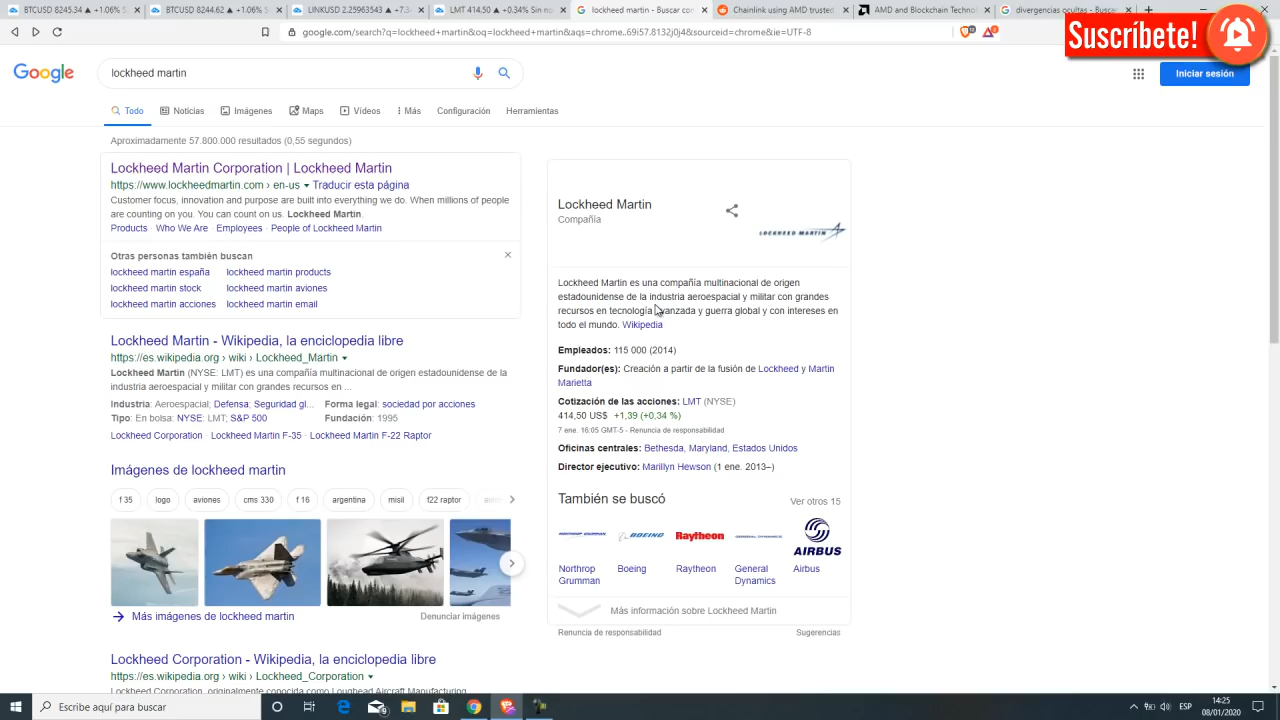 BTCUSD 8245.34 ▼ +1.06%
BTCUSD 8244.62 ▲ +1.06%
LINKUSD 2.25963543 ▼
LMT 414.50 ▲ +0.34% Sin no
lockheed martin - Buscar con
Chainlink using AMD trusted
AMD and Blockchain Technolo
divergencias ocultas -
Suscríbete!
google.com/search?q=lockheed+martin&oq=lockheed+martin&aqs=chrome..69i57.8132j0j4&sourceid=chrome&ie=UTF-8
Google
lockheed martin
Iniciar sesión
Todo
Noticias
Imágenes
Maps
Vídeos
Más
Configuración
Herramientas
Aproximadamente 57.800.000 resultados (0,55 segundos)
Lockheed Martin Corporation | Lockheed Martin
https://www.lockheedmartin.com › en-us ▾ Traducir esta página
Customer focus, innovation and purpose are built into everything we do. When millions of people
are counting on you. You can count on us. Lockheed Martin.
Products · Who We Are · Employees · People of Lockheed Martin
Otras personas también buscan
lockheed martin españa
lockheed martin products
lockheed martin stock
lockheed martin aviones
lockheed martin acciones
lockheed martin email
Lockheed Martin - Wikipedia, la enciclopedia libre
https://es.wikipedia.org › wiki › Lockheed_Martin ▾
Lockheed Martin (NYSE: LMT) es una compañía multinacional de origen estadounidense de la
industria aeroespacial y militar con grandes recursos en ...
Industria: Aeroespacial; Defensa; Seguridad gl...
Forma legal: sociedad por acciones
Tipo: En bolsa: NYSE: LMT; S&P 500
Fundación: 1995
Lockheed Corporation · Lockheed Martin F-35 · Lockheed Martin F-22 Raptor
Imágenes de lockheed martin
f 35
logo
aviones
cms 330
f 16
argentina
misil
f22 raptor
Más imágenes de lockheed martin
Denunciar imágenes
Lockheed Corporation - Wikipedia, la enciclopedia libre
https://es.wikipedia.org › wiki › Lockheed_Corporation ▾
Lockheed Corporation, originalmente conocida como Loughead Aircraft Manufacturing
Lockheed Martin
Compañía
LOCKHEED MARTIN
Lockheed Martin es una compañía multinacional de origen
estadounidense de la industria aeroespacial y militar con grandes
recursos en tecnología avanzada y guerra global y con intereses en
todo el mundo. Wikipedia
Empleados: 115 000 (2014)
Fundador(es): Creación a partir de la fusión de Lockheed y Martin
Marietta
Cotización de las acciones: LMT (NYSE)
414,50 US$ +1,39 (+0,34 %)
7 ene. 16:05 GMT-5 - Renuncia de responsabilidad
Oficinas centrales: Bethesda, Maryland, Estados Unidos
Director ejecutivo: Marillyn Hewson (1 ene. 2013–)
También se buscó
Ver otros 15
NORTHROP GRUMMAN
BOEING
Raytheon
GENERAL DYNAMICS
AIRBUS
Northrop
Grumman
Boeing
Raytheon
General
Dynamics
Airbus
Más información sobre Lockheed Martin
Renuncia de responsabilidad
Sugerencias
Escribe aquí para buscar
ESP
14:25
08/01/2020